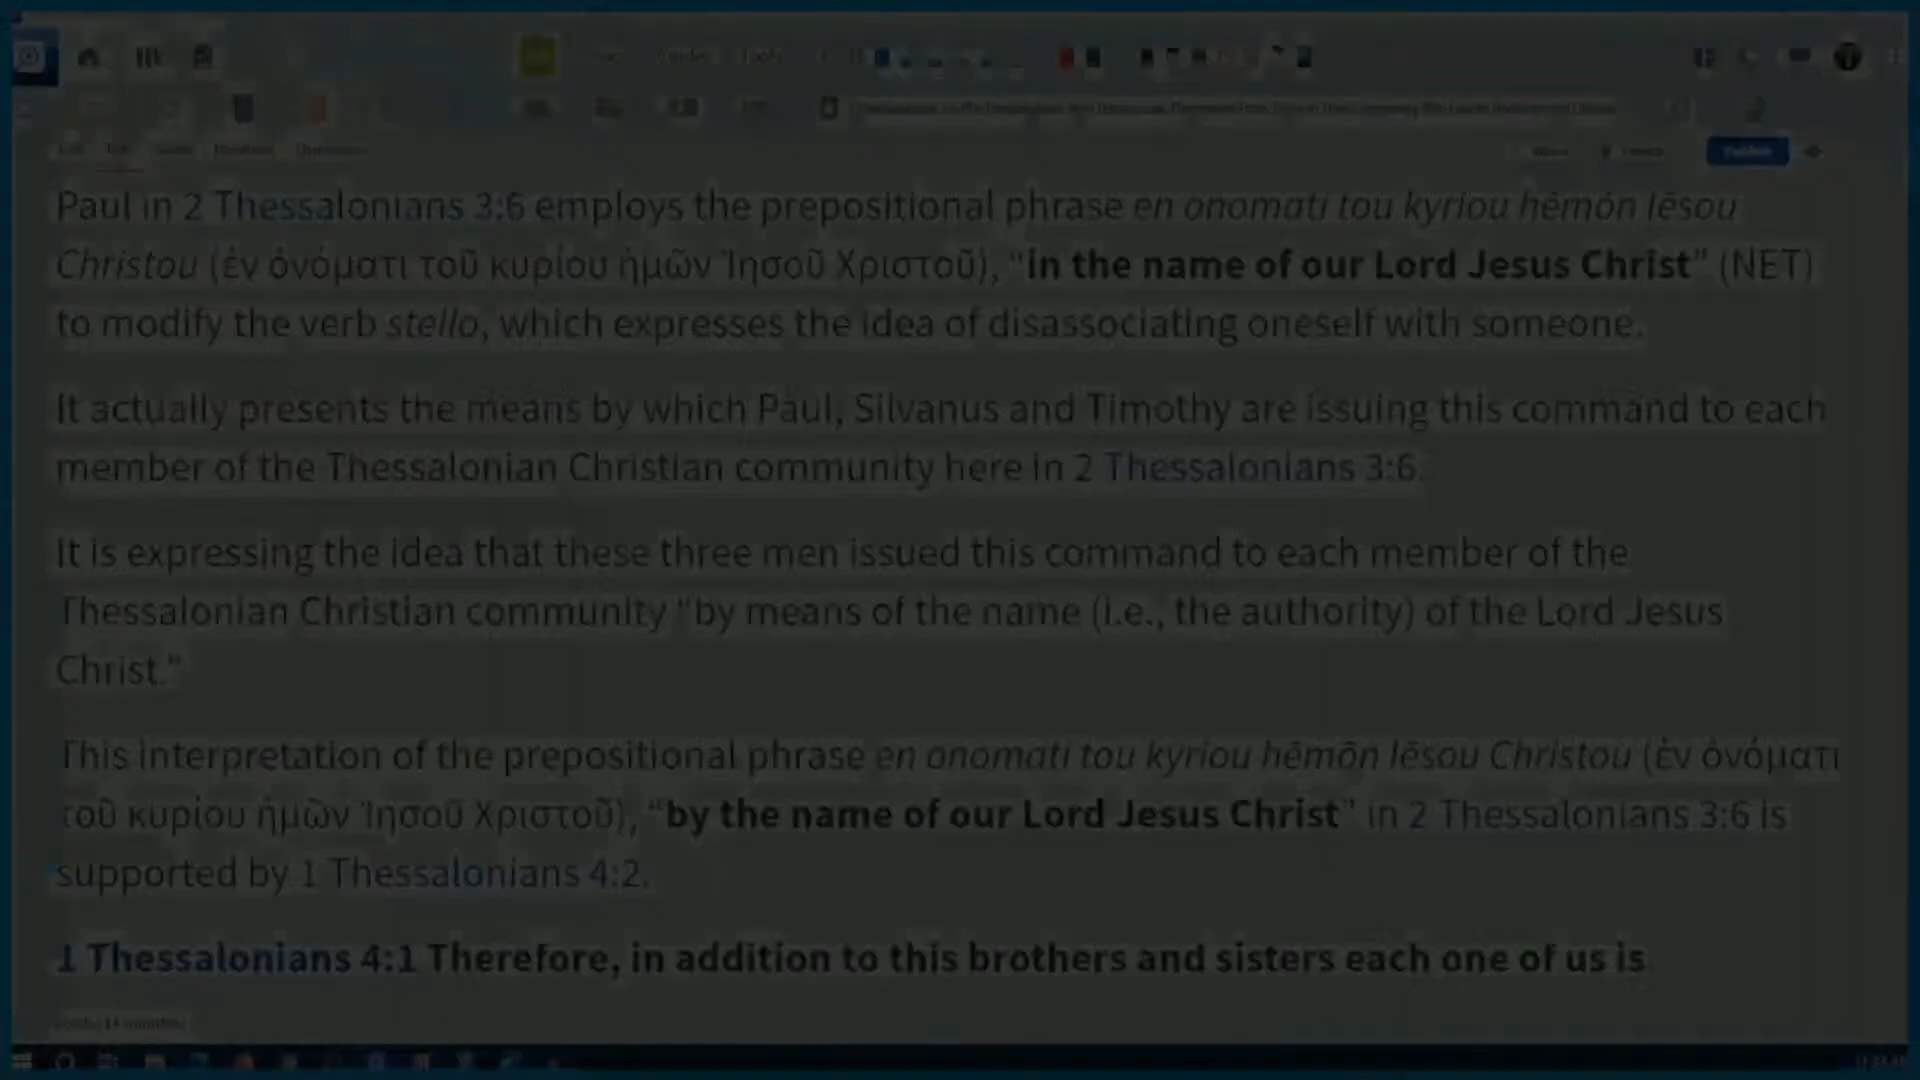 Paul in 2 Thessalonians 3:6 employs the prepositional phrase en onomati tou kyriou hēmōn Iēsou
Christou (ἐν ὀνόματι τοῦ κυρίου ἡμῶν Ἰησοῦ Χριστοῦ), “in the name of our Lord Jesus Christ” (NET)
to modify the verb stello, which expresses the idea of disassociating oneself with someone.
It actually presents the means by which Paul, Silvanus and Timothy are issuing this command to each
member of the Thessalonian Christian community here in 2 Thessalonians 3:6.
It is expressing the idea that these three men issued this command to each member of the
Thessalonian Christian community “by means of the name (i.e., the authority) of the Lord Jesus
Christ.”
This interpretation of the prepositional phrase en onomati tou kyriou hēmōn Iēsou Christou (ἐν ὀνόματι
τοῦ κυρίου ἡμῶν Ἰησοῦ Χριστοῦ), “by the name of our Lord Jesus Christ” in 2 Thessalonians 3:6 is
supported by 1 Thessalonians 4:2.
1 Thessalonians 4:1 Therefore, in addition to this brothers and sisters each one of us is